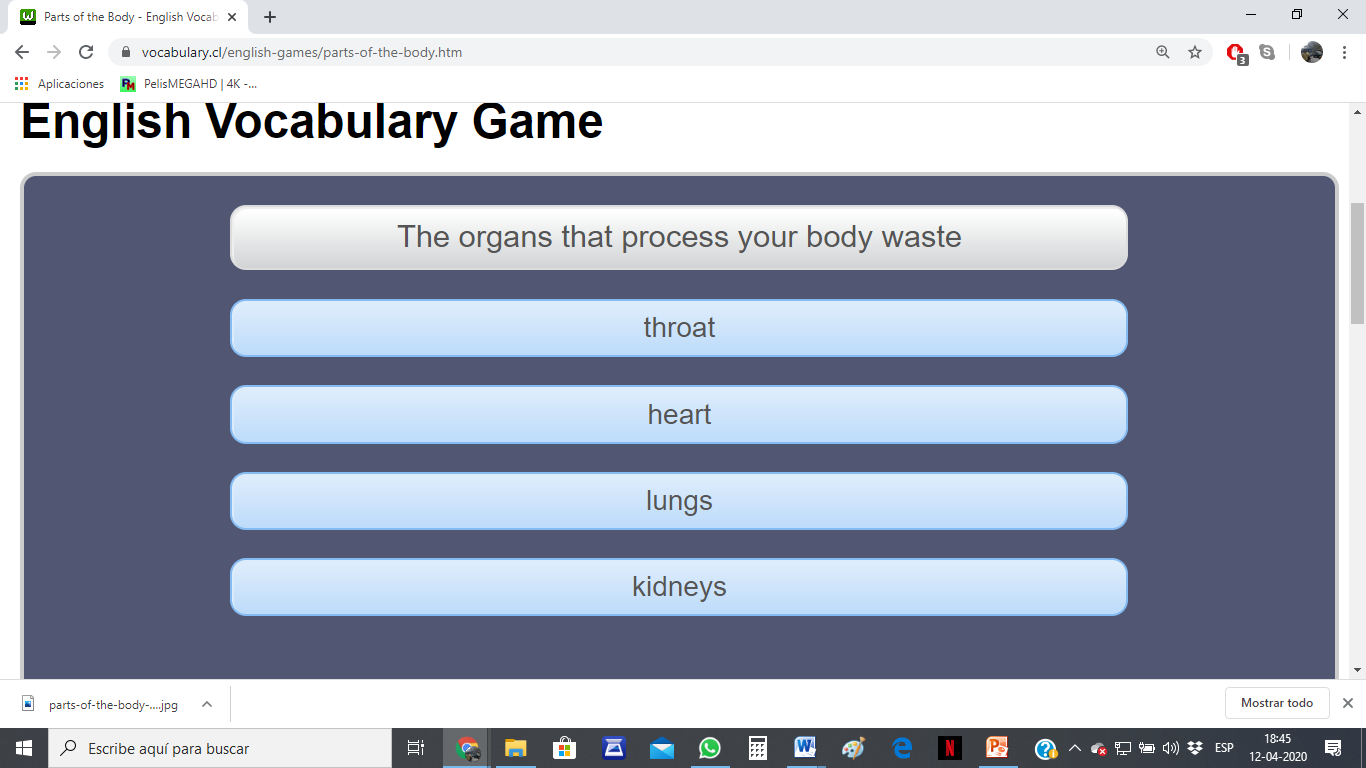 Parts of the Body - English Vocab
vocabulary.cl/english-games/parts-of-the-body.htm
3
Aplicaciones
PelisMEGAHD | 4K -...
English Vocabulary Game
The organs that process your body waste
throat
heart
lungs
kidneys
parts-of-the-body-....jpg
Mostrar todo
Escribe aquí para buscar
ESP
18:45
12-04-2020